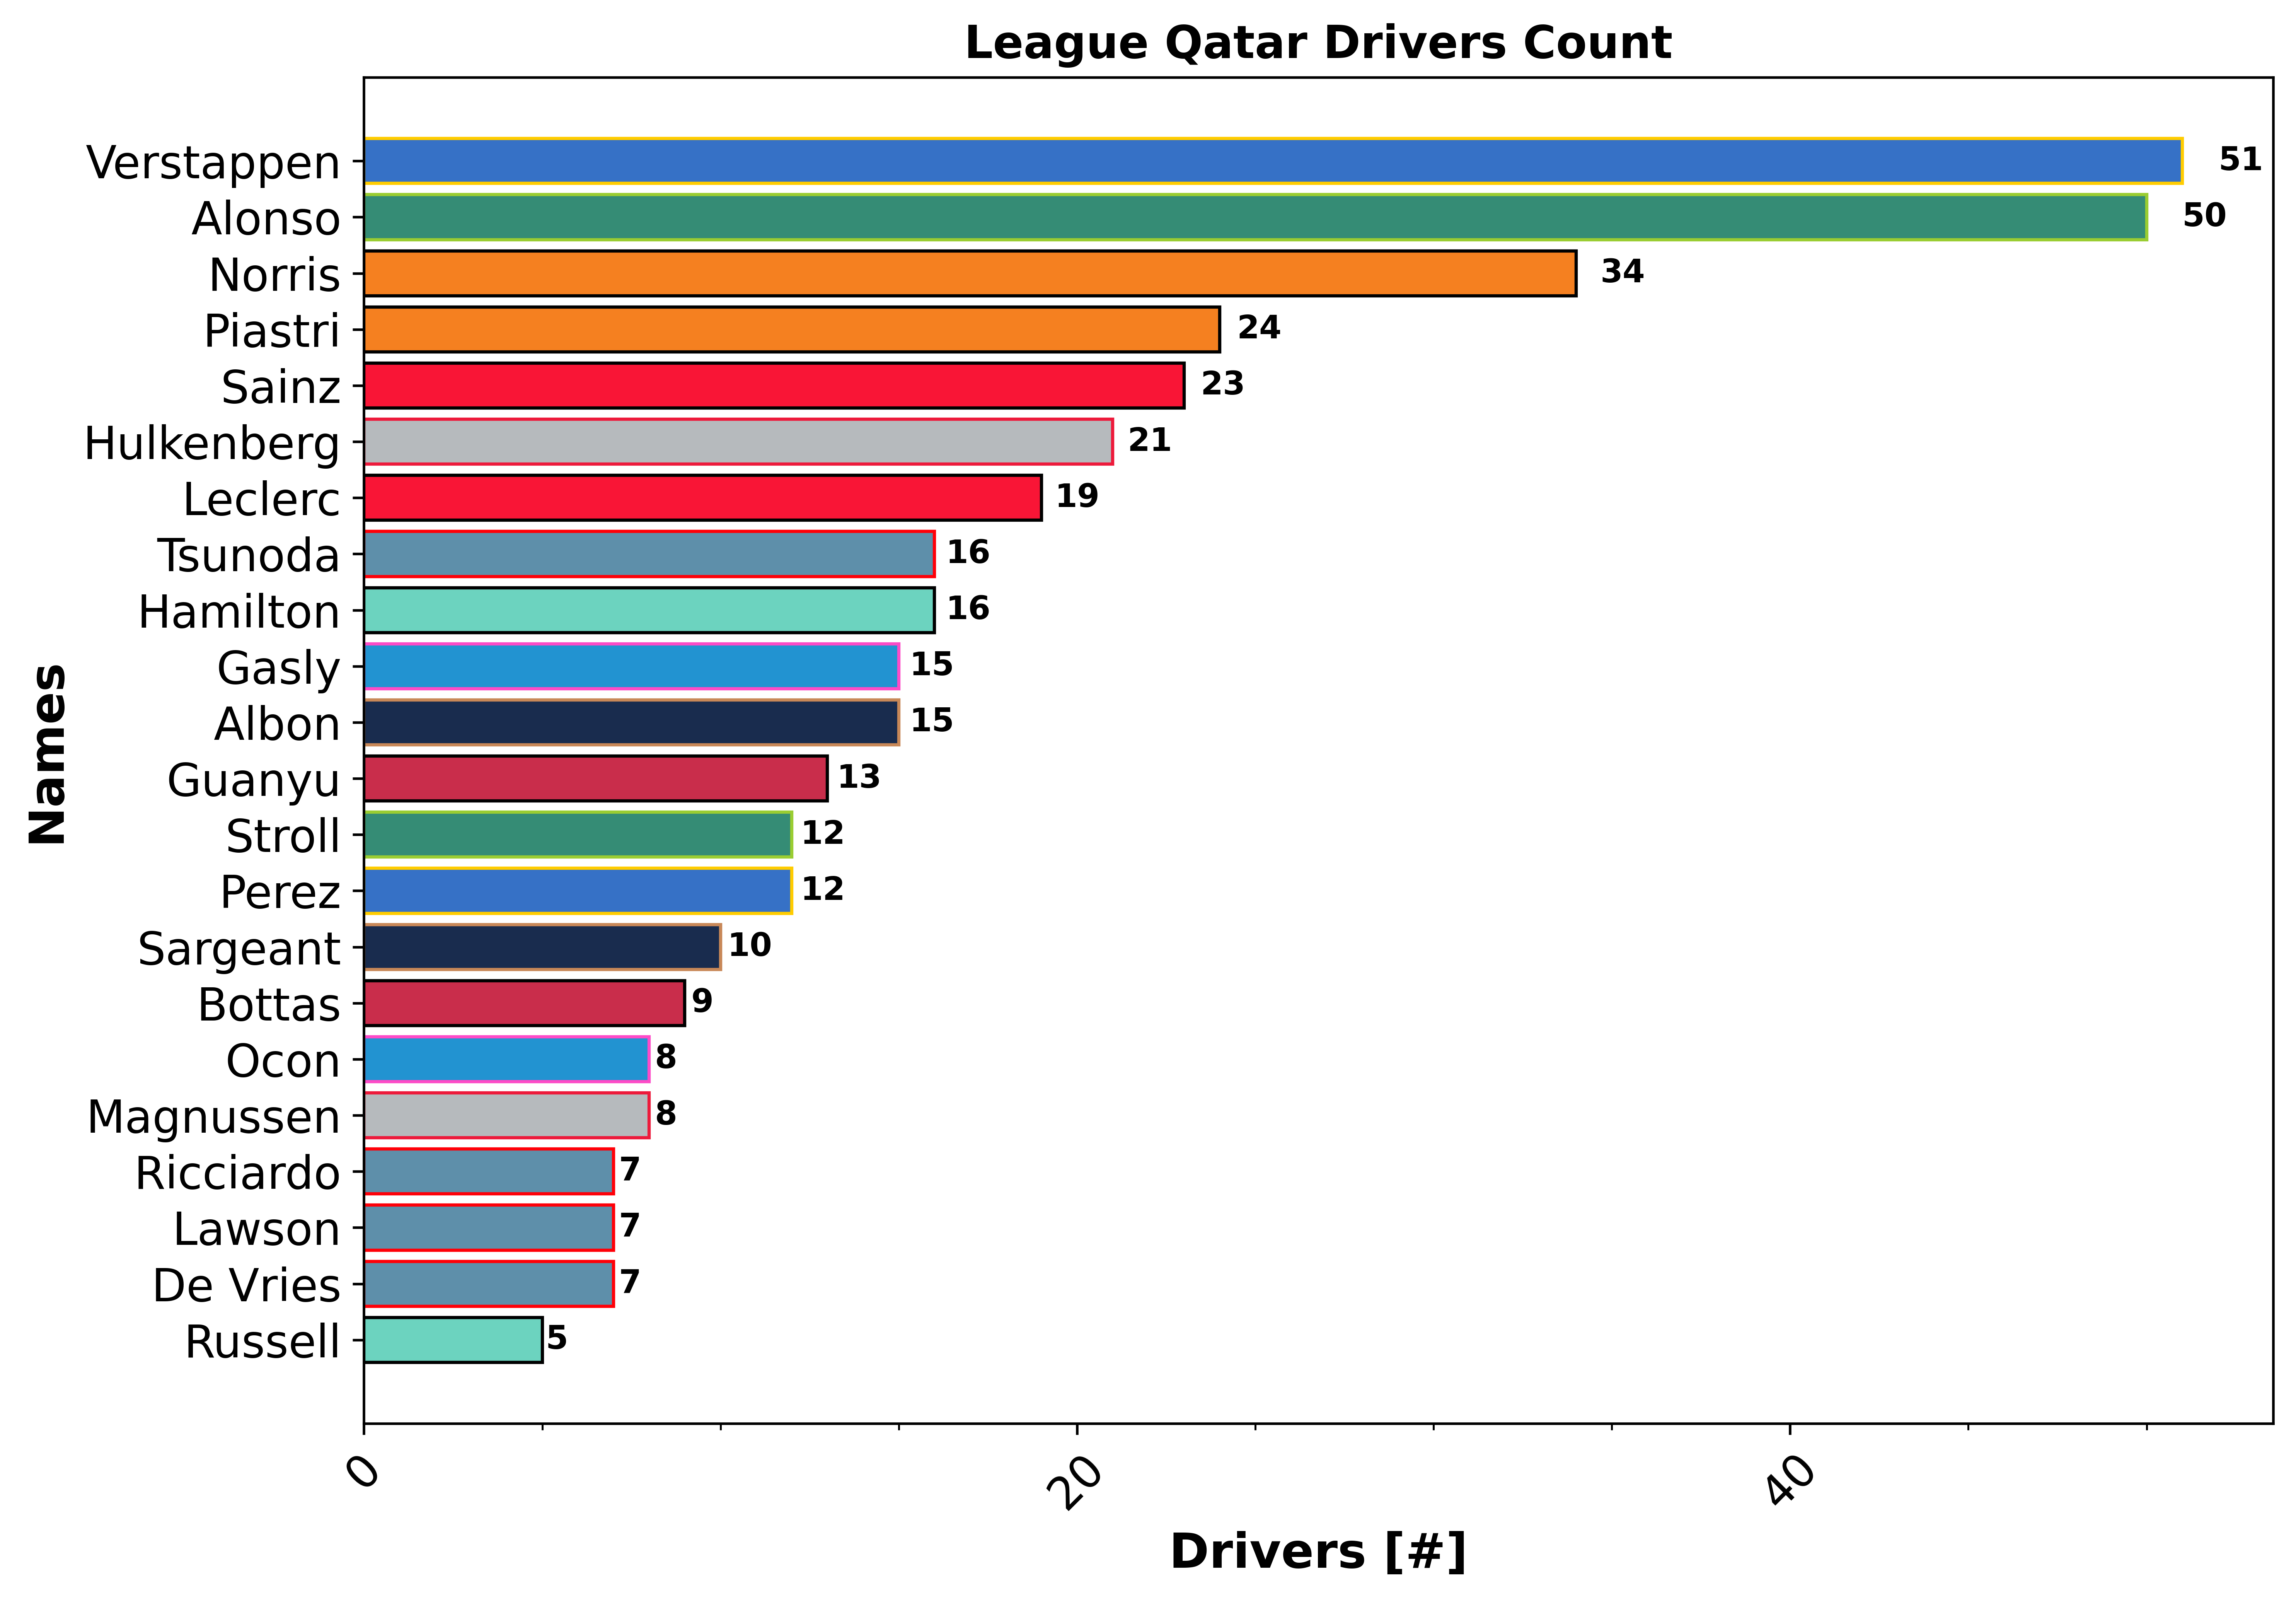 League Qatar Drivers Count
Verstappen 51
Alonso 50
Norris 34
Piastri 24
Sainz 23
Hulkenberg 21
Leclerc 19
Tsunoda 16
Hamilton 16
Gasly 15
Albon 15
Guanyu 13
Stroll 12
Perez 12
Sargeant 10
Bottas 9
Ocon 8
Magnussen 8
Ricciardo 7
Lawson 7
De Vries 7
Russell 5
Names
0 20 40
Drivers [#]